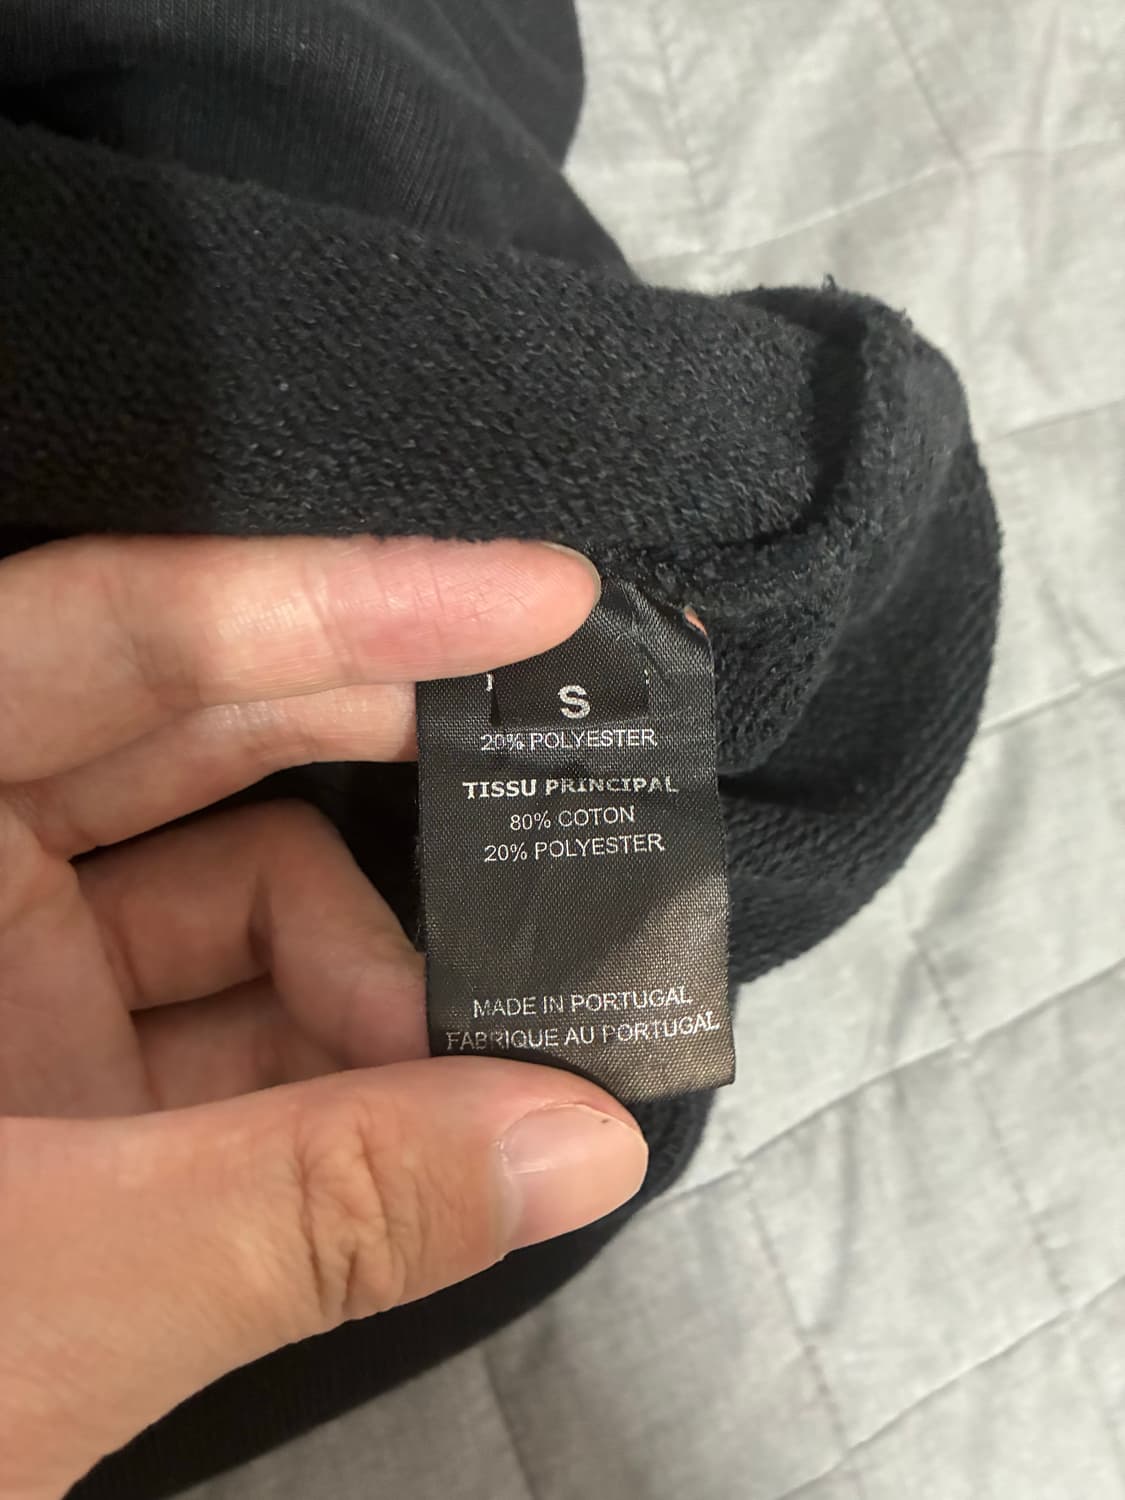 S
20% POLYESTER
TISSU PRINCIPAL
80% COTON
20% POLYESTER
MADE IN PORTUGAL
FABRIQUE AU PORTUGAL